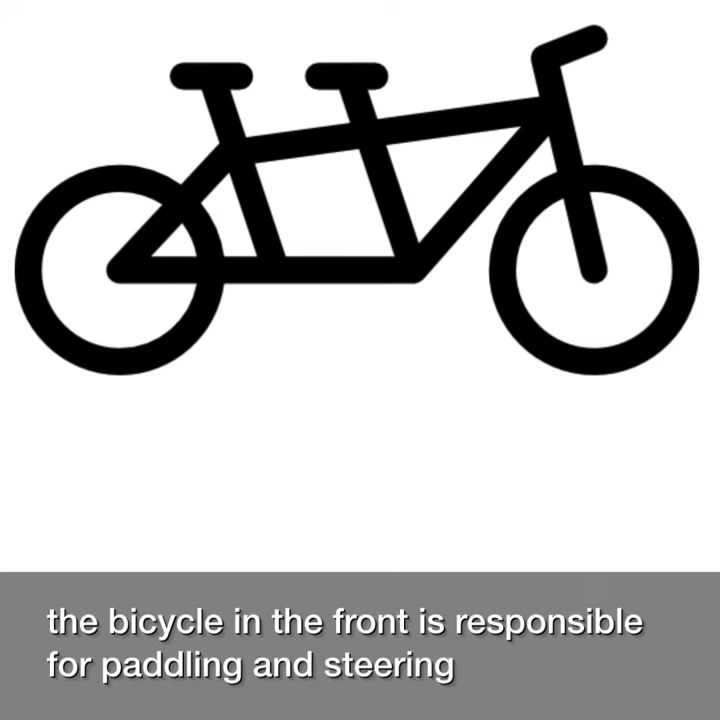 the bicycle in the front is responsible
for paddling and steering